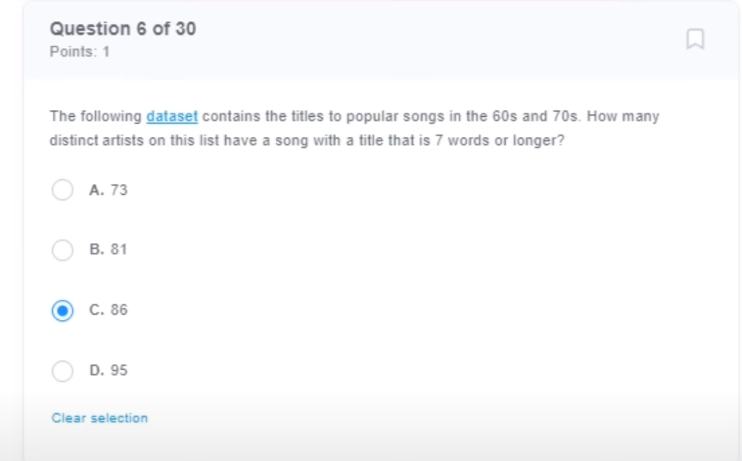 Question 6 of 30
Points: 1
The following dataset contains the titles to popular songs in the 60s and 70s. How many
distinct artists on this list have a song with a title that is 7 words or longer?
A. 73
B. 81
C. 86
D. 95
Clear selection